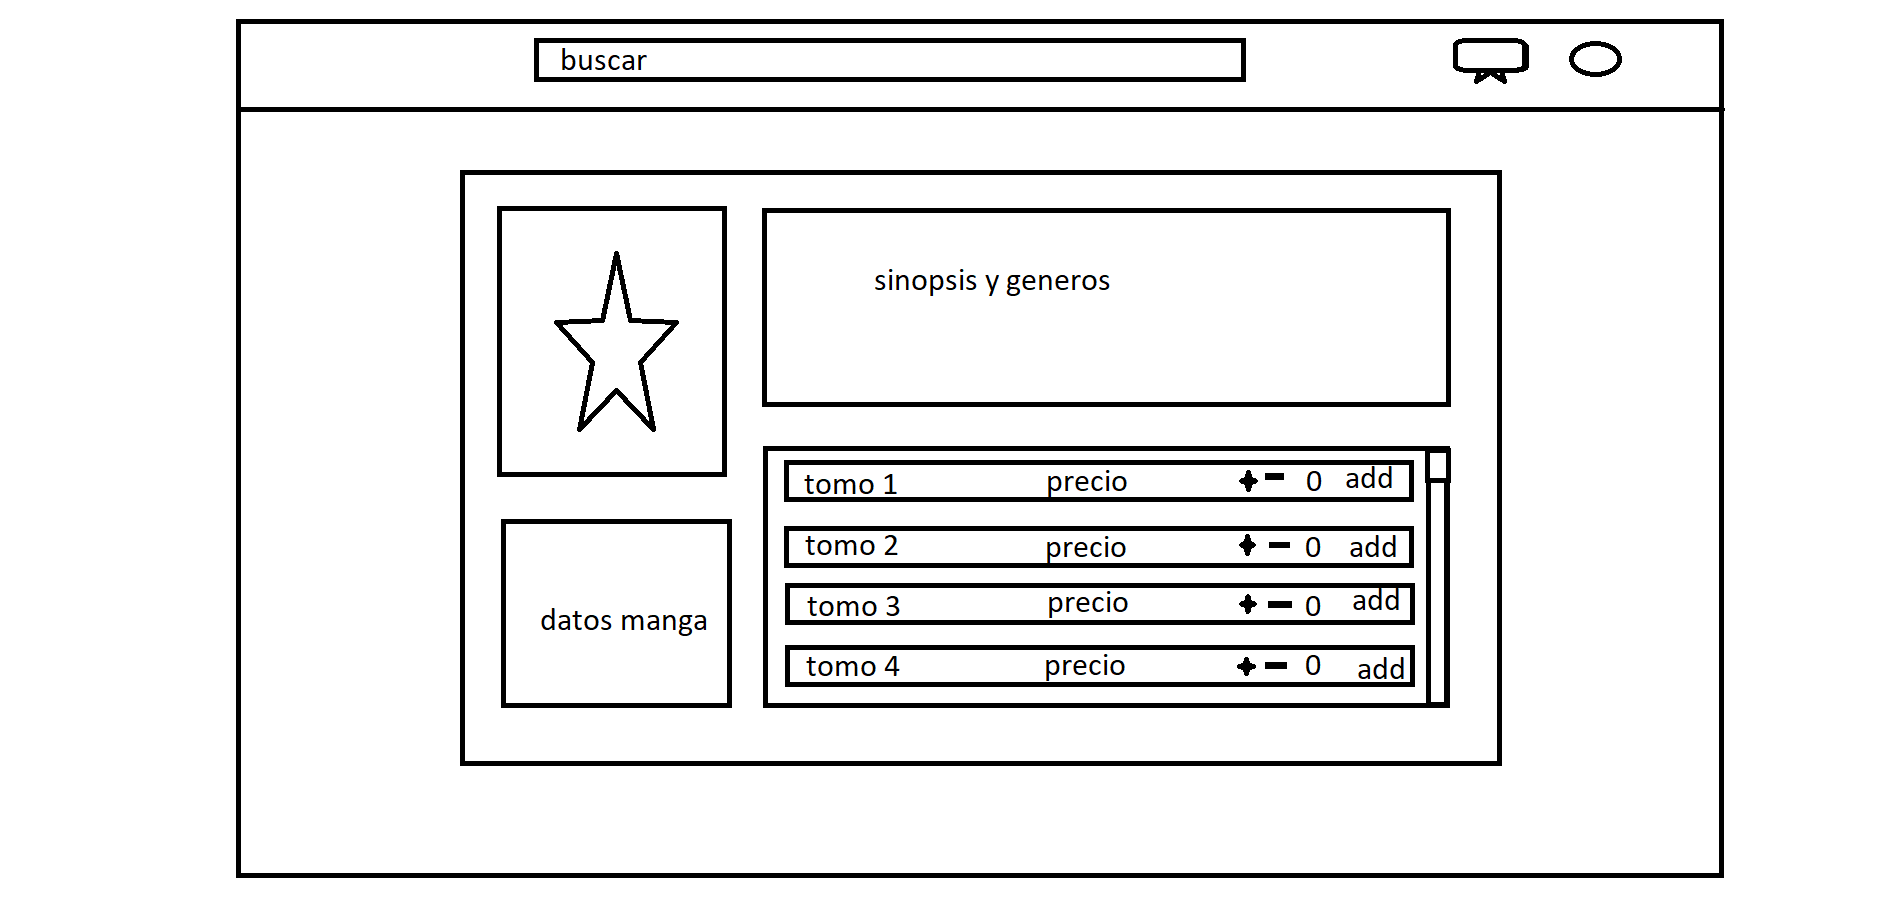 buscar
sinopsis y generos
tomo 1 precio + - 0 add
tomo 2 precio + - 0 add
tomo 3 precio + - 0 add
tomo 4 precio + - 0 add
datos manga